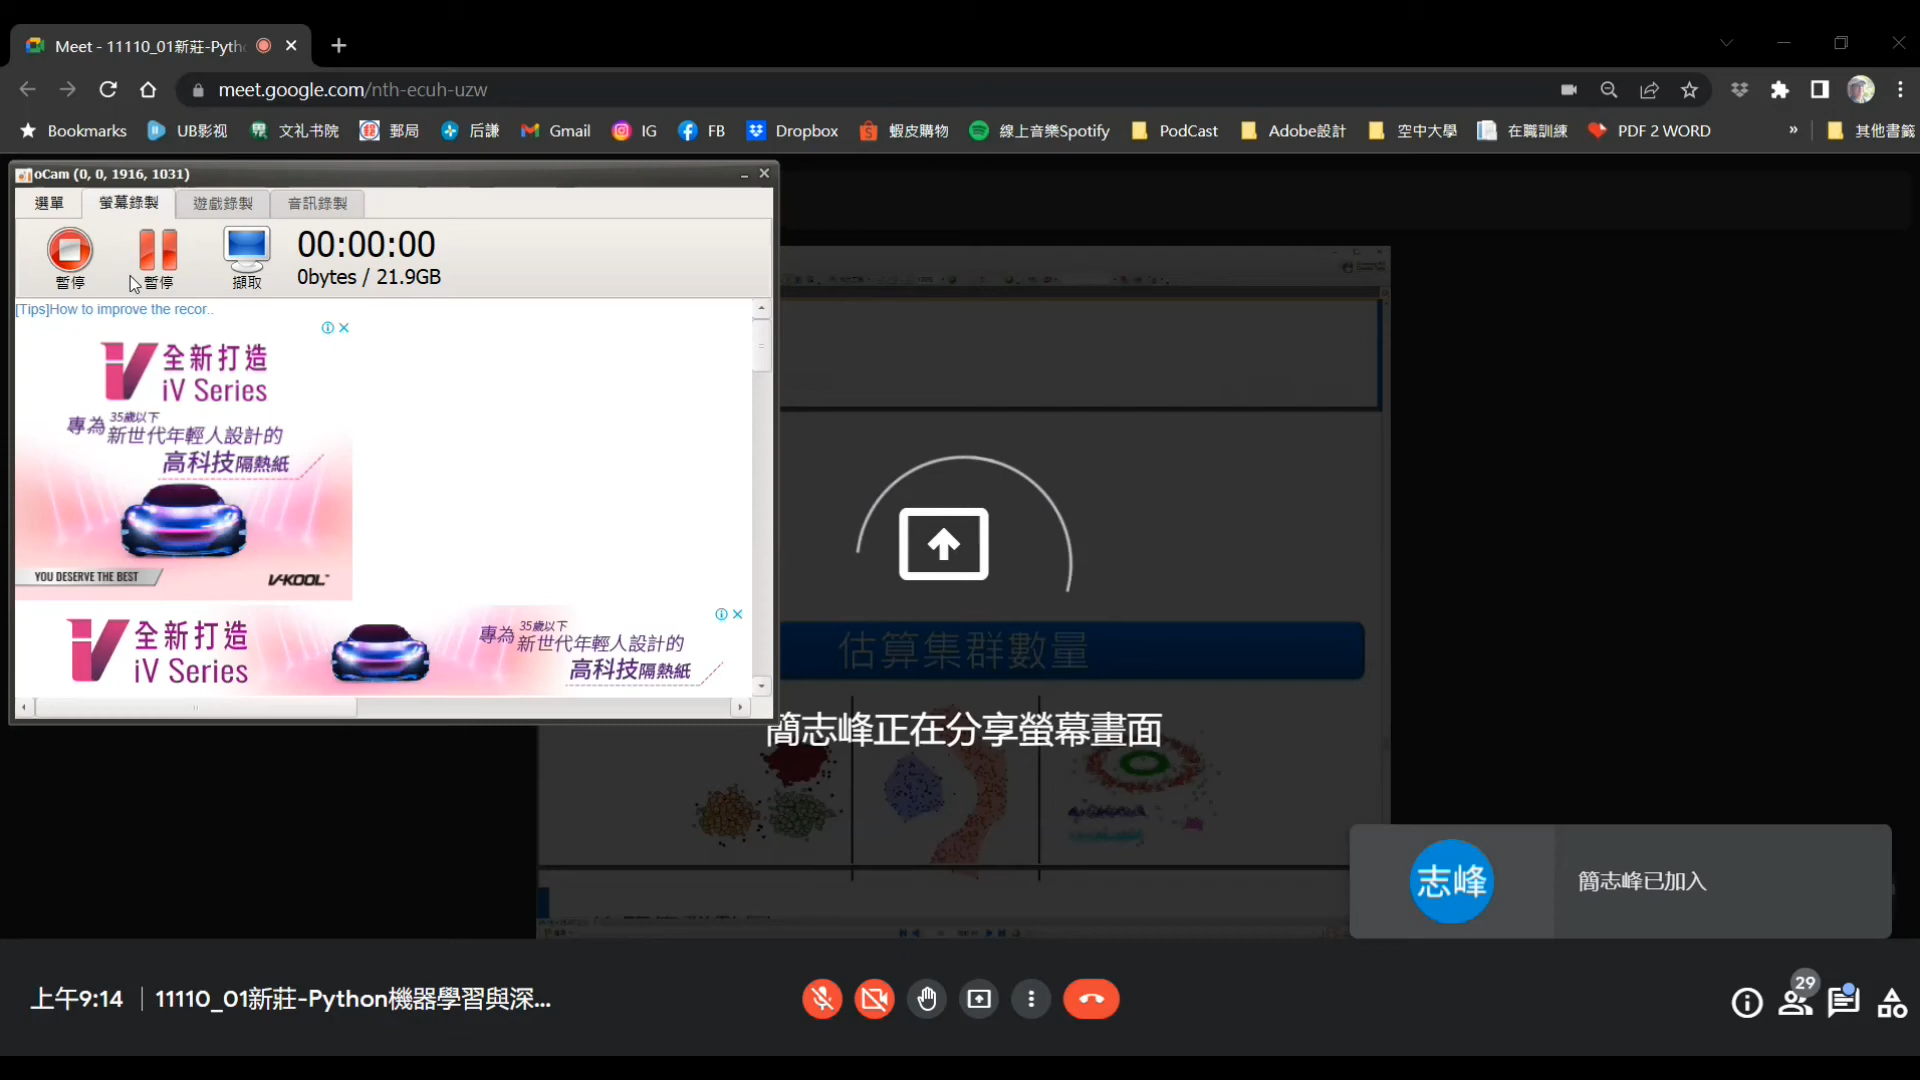 Meet - 11110_01新莊-Pyth
meet.google.com/nth-ecuh-uzw
Bookmarks
UB影視
文礼书院
郵局
后謙
Gmail
IG
FB
Dropbox
蝦皮購物
線上音樂Spotify
PodCast
Adobe設計
空中大學
在職訓練
PDF 2 WORD
»
其他書籤
oCam (0, 0, 1916, 1031)
選單
螢幕錄製
遊戲錄製
音訊錄製
暫停
暫停
擷取
00:00:00
0bytes / 21.9GB
[Tips]How to improve the recor..
iV 全新打造
iV Series
專為 35歲以下
新世代年輕人設計的
高科技隔熱紙
YOU DESERVE THE BEST
V-KOOL
iV 全新打造
iV Series
專為 35歲以下
新世代年輕人設計的
高科技隔熱紙
估算集群數量
簡志峰正在分享螢幕畫面
志峰
簡志峰已加入
上午9:14
11110_01新莊-Python機器學習與深...
29